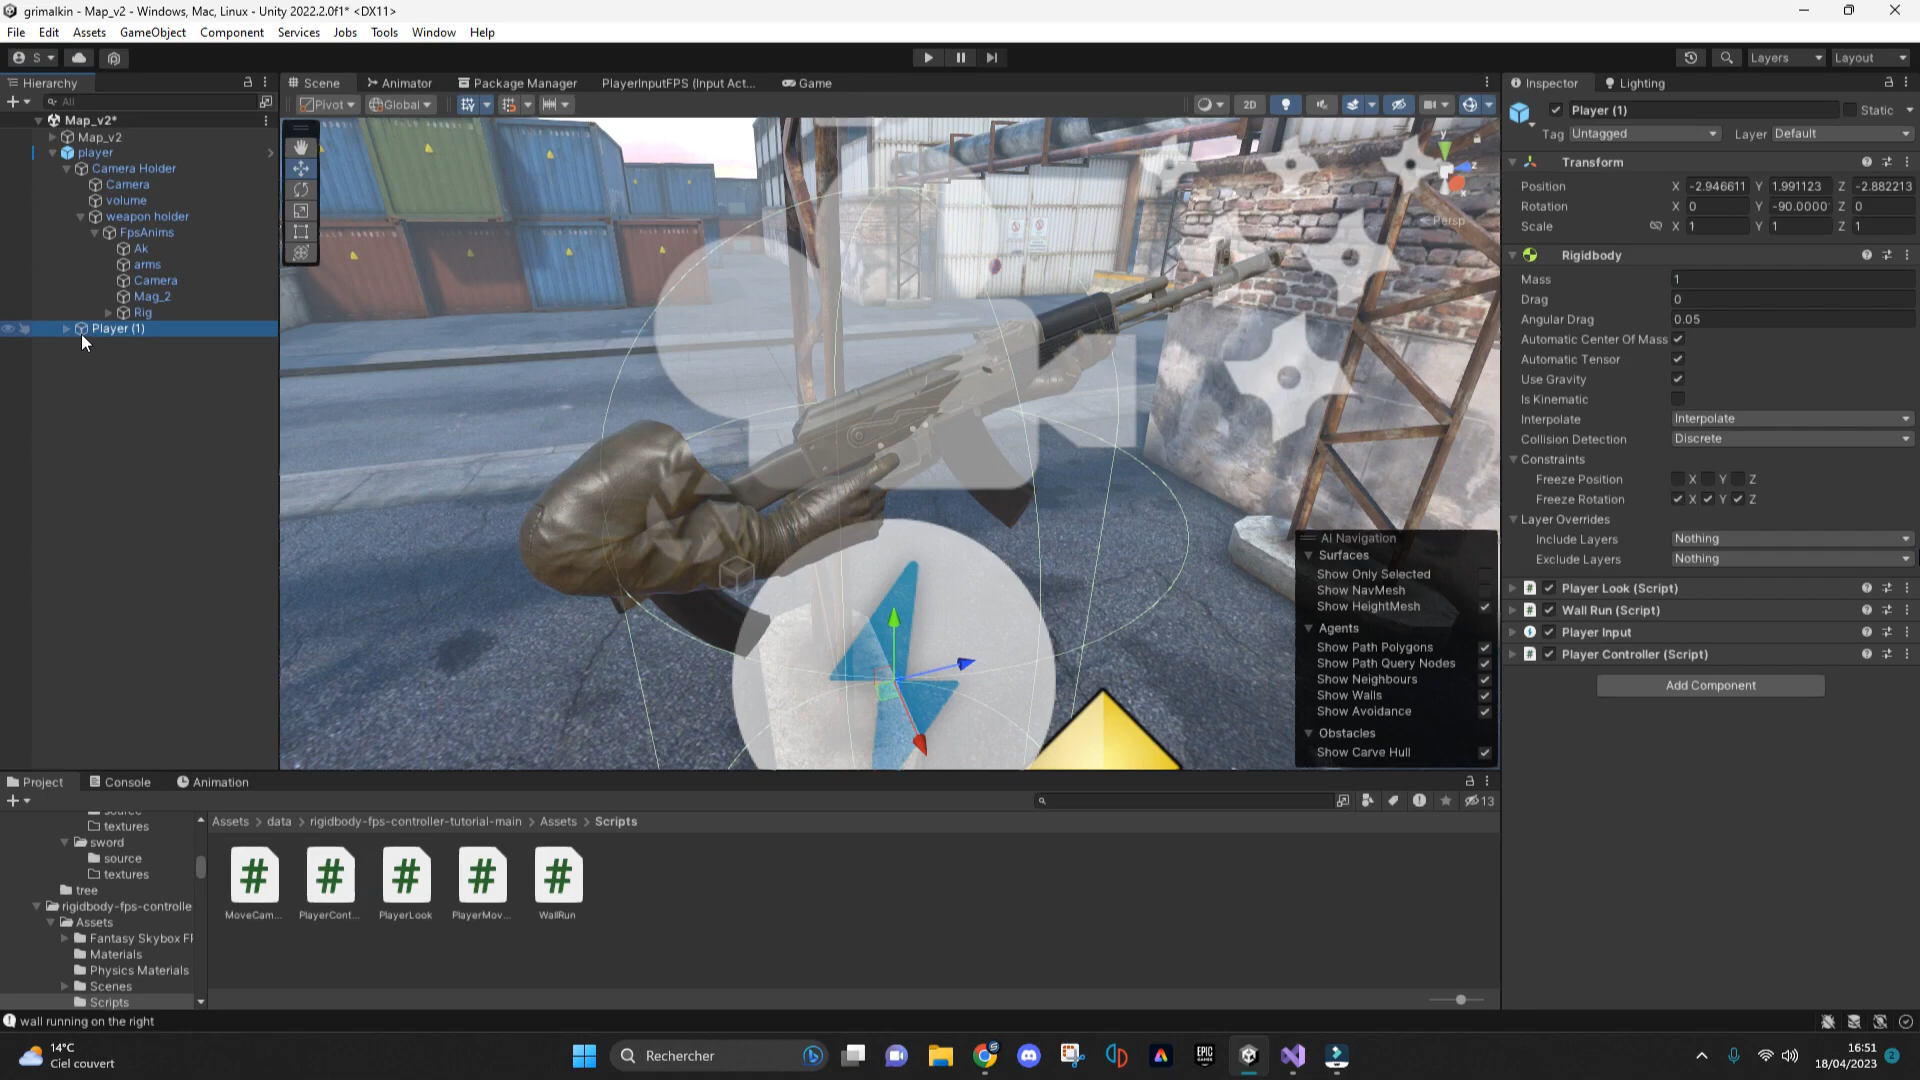 grimalkin - Map_v2 - Windows, Mac, Linux - Unity 2022.2.0f1* <DX11>
File Edit Assets GameObject Component Services Jobs Tools Window Help
S Layers Layout
Hierarchy Scene Animator Package Manager PlayerInputFPS (Input Act... Game Inspector Lighting
All Pivot Global 2D Player (1) Static
Map_v2* Tag Untagged Layer Default
Map_v2
player
Camera Holder
Camera
volume
weapon holder
FpsAnims
Ak
arms
Camera
Mag_2
Rig
Player (1)
y
z
x
Persp
Transform
Position X -2.946611 Y 1.991123 Z -2.882213
Rotation X 0 Y -90.0000 Z 0
Scale X 1 Y 1 Z 1
Rigidbody
Mass 1
Drag 0
Angular Drag 0.05
Automatic Center Of Mass
Automatic Tensor
Use Gravity
Is Kinematic
Interpolate Interpolate
Collision Detection Discrete
Constraints
Freeze Position X Y Z
Freeze Rotation X Y Z
Layer Overrides
Include Layers Nothing
Exclude Layers Nothing
Player Look (Script)
Wall Run (Script)
Player Input
Player Controller (Script)
Add Component
AI Navigation
Surfaces
Show Only Selected
Show NavMesh
Show HeightMesh
Agents
Show Path Polygons
Show Path Query Nodes
Show Neighbours
Show Walls
Show Avoidance
Obstacles
Show Carve Hull
Project Console Animation
13
textures
sword
source
textures
tree
rigidbody-fps-controlle
Assets
Fantasy Skybox F
Materials
Physics Materials
Scenes
Scripts
Assets > data > rigidbody-fps-controller-tutorial-main > Assets > Scripts
# # # # #
MoveCam... PlayerCont... PlayerLook PlayerMov... WallRun
wall running on the right
14°C
Ciel couvert
Rechercher
EPIC
GAMES
16:51
18/04/2023
2